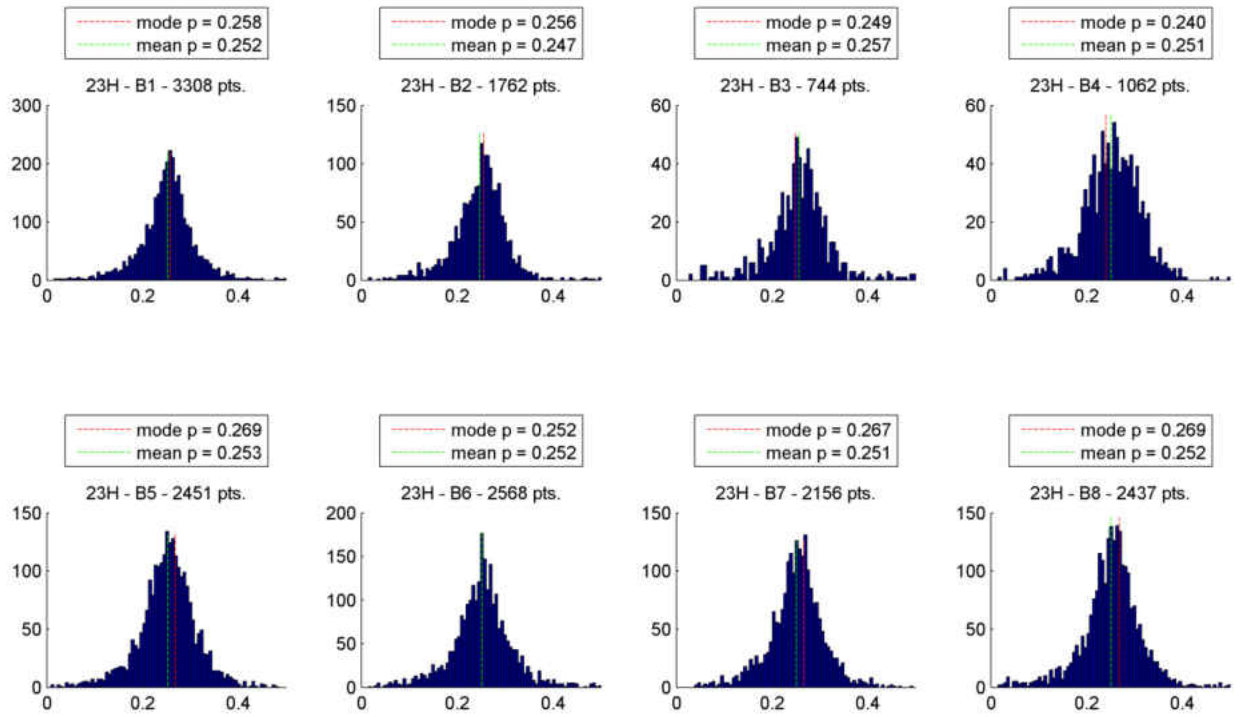 mode p = 0.258
mean p = 0.252
23H - B1 - 3308 pts.
300
200
100
0
0
0.2
0.4
mode p = 0.256
mean p = 0.247
23H - B2 - 1762 pts.
150
100
50
0
0
0.2
0.4
mode p = 0.249
mean p = 0.257
23H - B3 - 744 pts.
60
40
20
0
0
0.2
0.4
mode p = 0.240
mean p = 0.251
23H - B4 - 1062 pts.
60
40
20
0
0
0.2
0.4
mode p = 0.269
mean p = 0.253
23H - B5 - 2451 pts.
150
100
50
0
0
0.2
0.4
mode p = 0.252
mean p = 0.252
23H - B6 - 2568 pts.
200
150
100
50
0
0
0.2
0.4
mode p = 0.267
mean p = 0.251
23H - B7 - 2156 pts.
150
100
50
0
0
0.2
0.4
mode p = 0.269
mean p = 0.252
23H - B8 - 2437 pts.
150
100
50
0
0
0.2
0.4